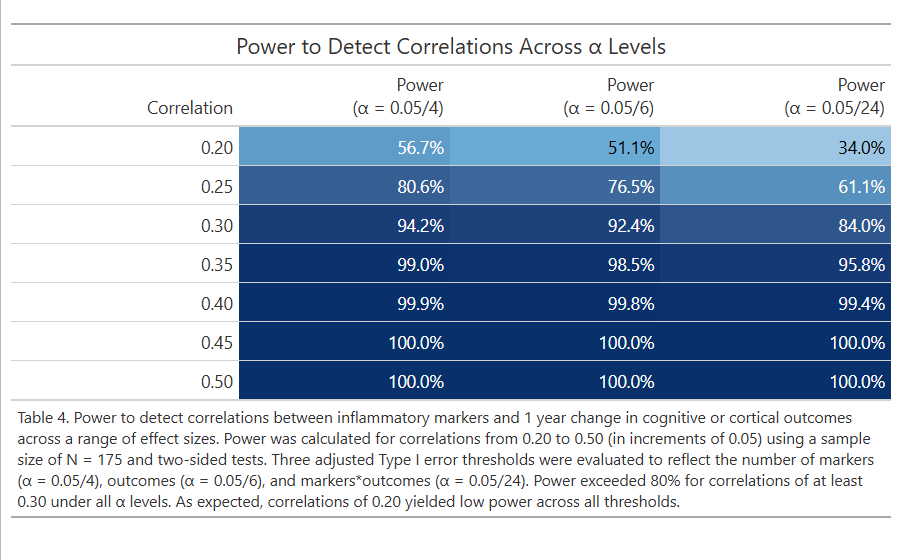 Power to Detect Correlations Across α Levels
Correlation Power (α = 0.05/4) Power (α = 0.05/6) Power (α = 0.05/24)
0.20 56.7% 51.1% 34.0%
0.25 80.6% 76.5% 61.1%
0.30 94.2% 92.4% 84.0%
0.35 99.0% 98.5% 95.8%
0.40 99.9% 99.8% 99.4%
0.45 100.0% 100.0% 100.0%
0.50 100.0% 100.0% 100.0%
Table 4. Power to detect correlations between inflammatory markers and 1 year change in cognitive or cortical outcomes
across a range of effect sizes. Power was calculated for correlations from 0.20 to 0.50 (in increments of 0.05) using a sample
size of N = 175 and two-sided tests. Three adjusted Type I error thresholds were evaluated to reflect the number of markers
(α = 0.05/4), outcomes (α = 0.05/6), and markers*outcomes (α = 0.05/24). Power exceeded 80% for correlations of at least
0.30 under all α levels. As expected, correlations of 0.20 yielded low power across all thresholds.